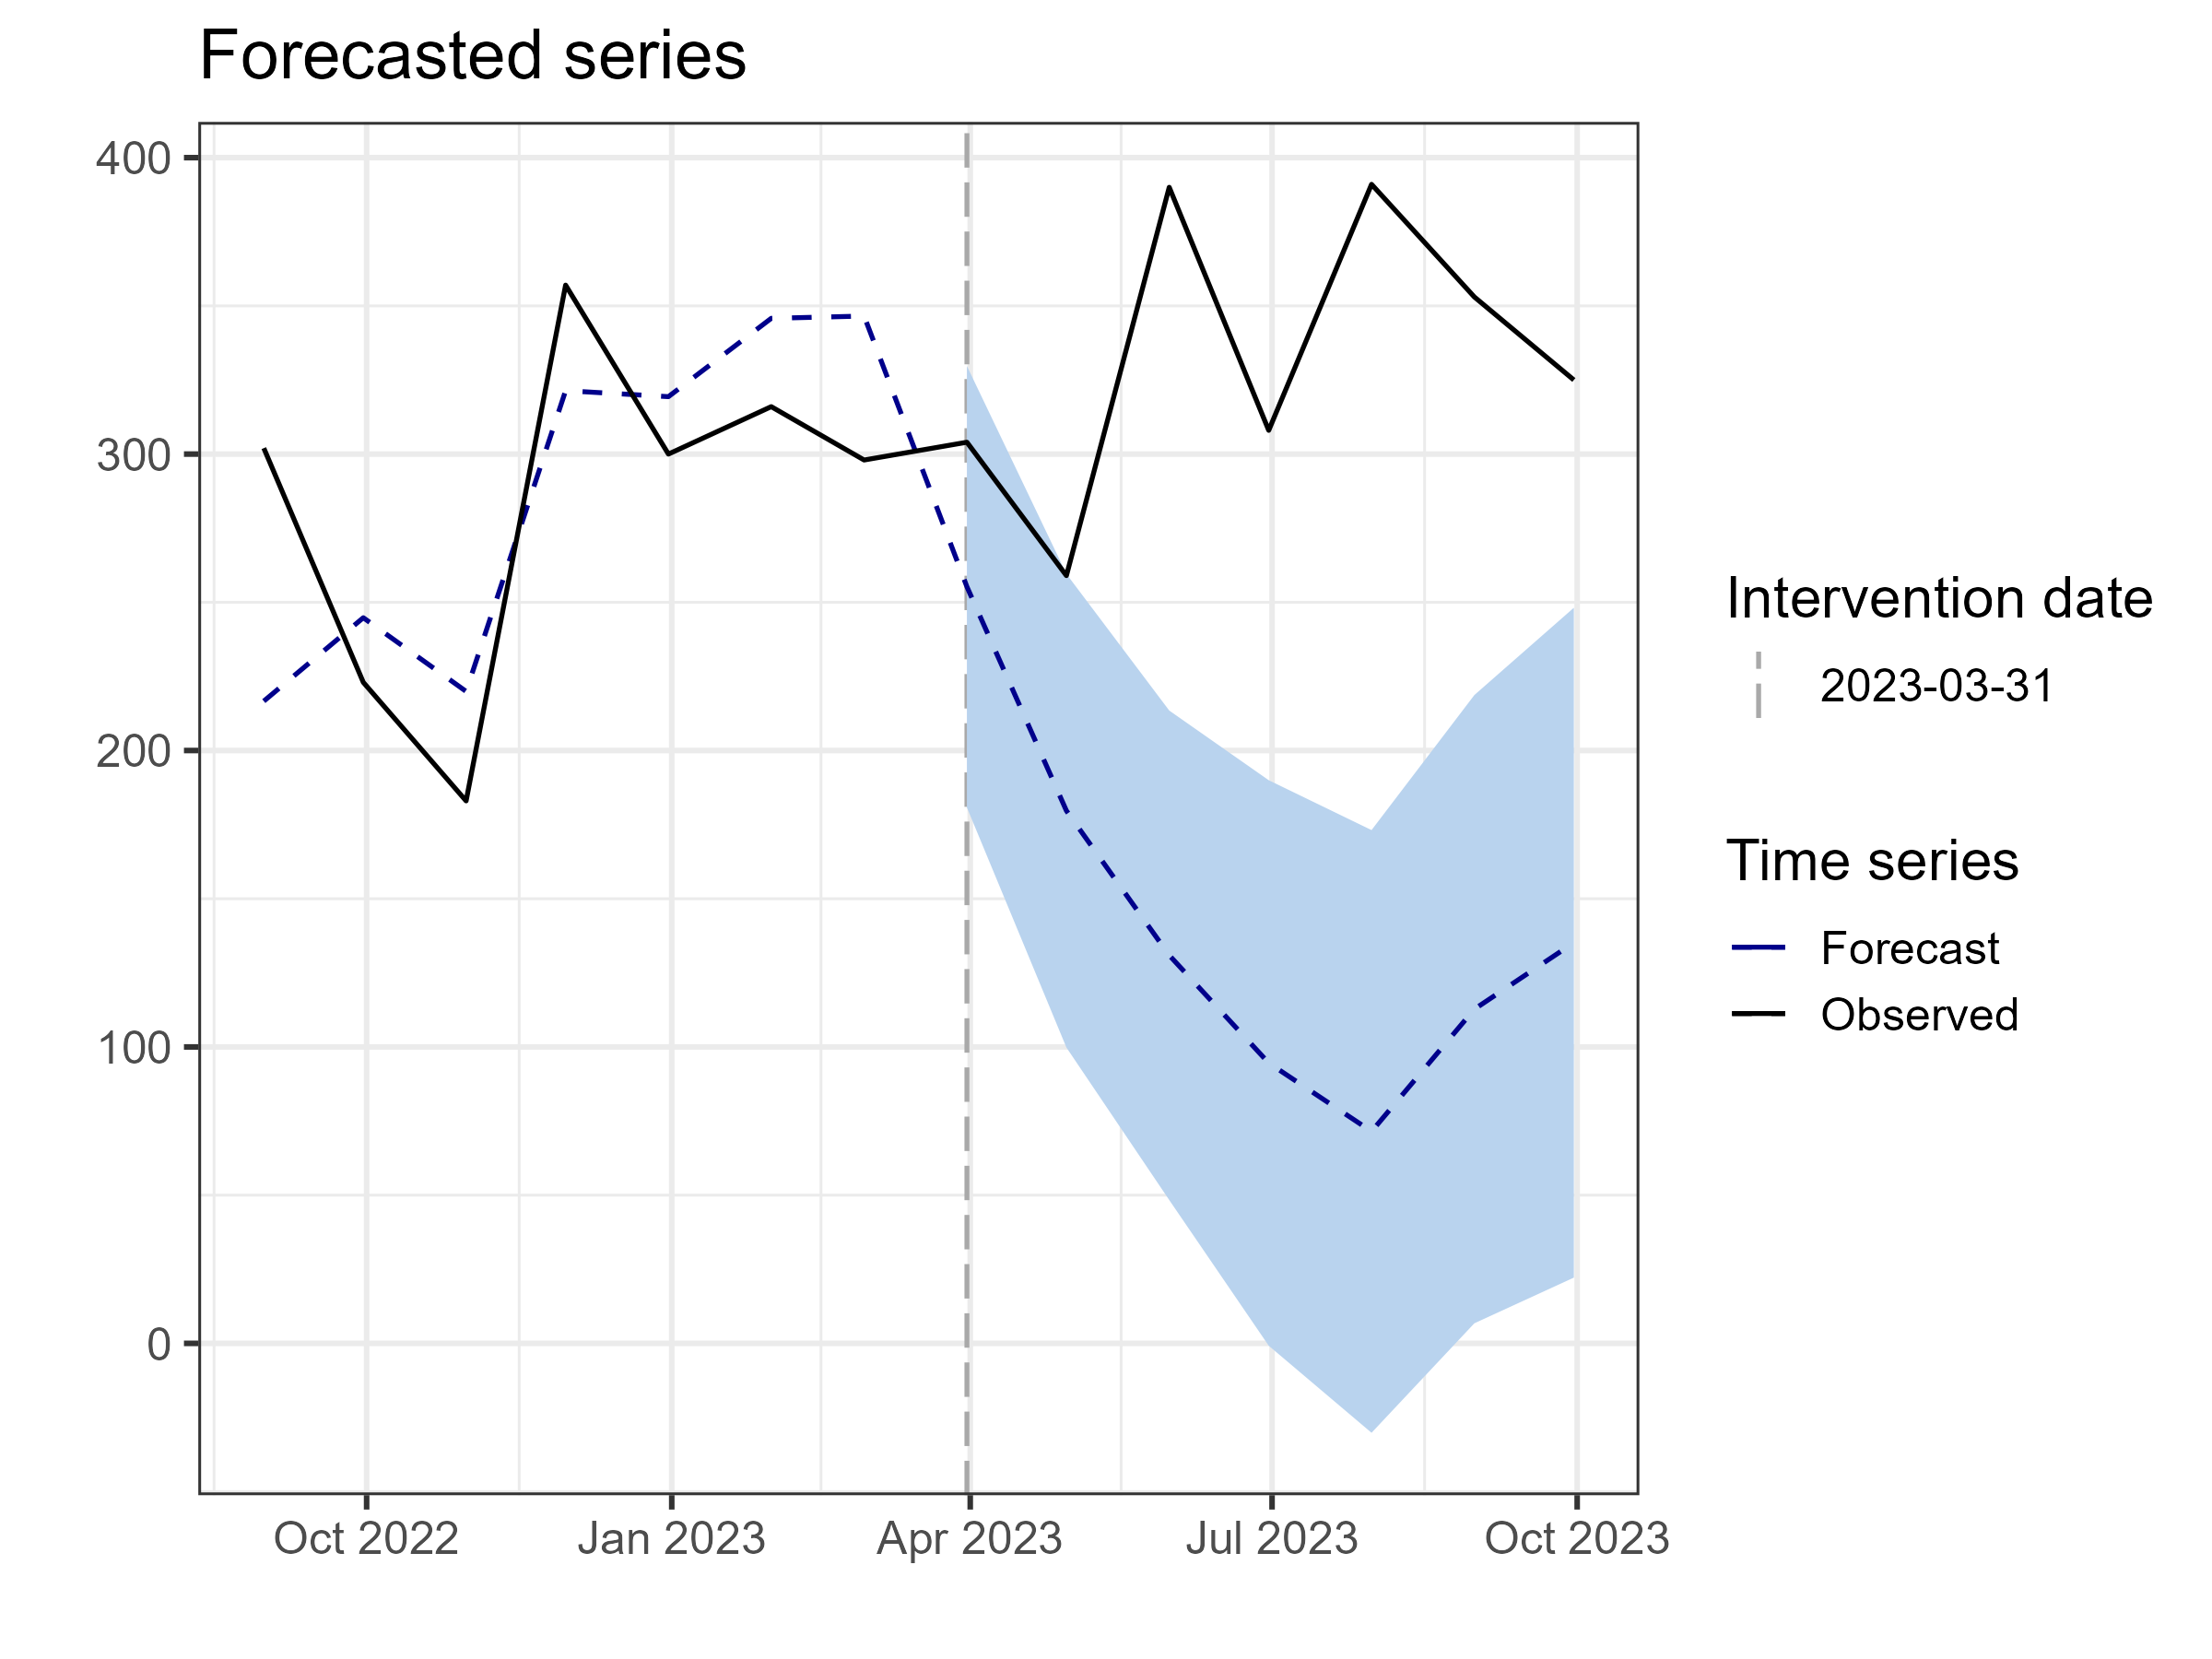 Forecasted series
400
300
200
100
0
Oct 2022
Jan 2023
Apr 2023
Jul 2023
Oct 2023
Intervention date
2023-03-31
Time series
Forecast
Observed